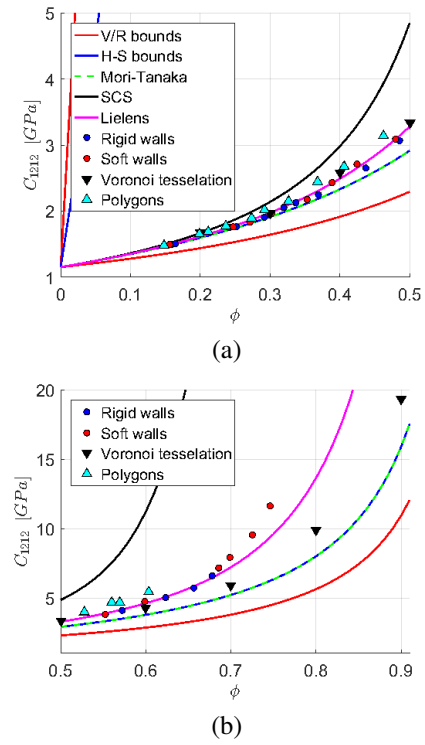 5
4
3
2
1
C₁₂₁₂ [GPa]
V/R bounds
H-S bounds
Mori-Tanaka
SCS
Lielens
Rigid walls
Soft walls
Voronoi tesselation
Polygons
0 0.1 0.2 0.3 0.4 0.5
ϕ
(a)
20
15
10
5
C₁₂₁₂ [GPa]
Rigid walls
Soft walls
Voronoi tesselation
Polygons
0.5 0.6 0.7 0.8 0.9
ϕ
(b)